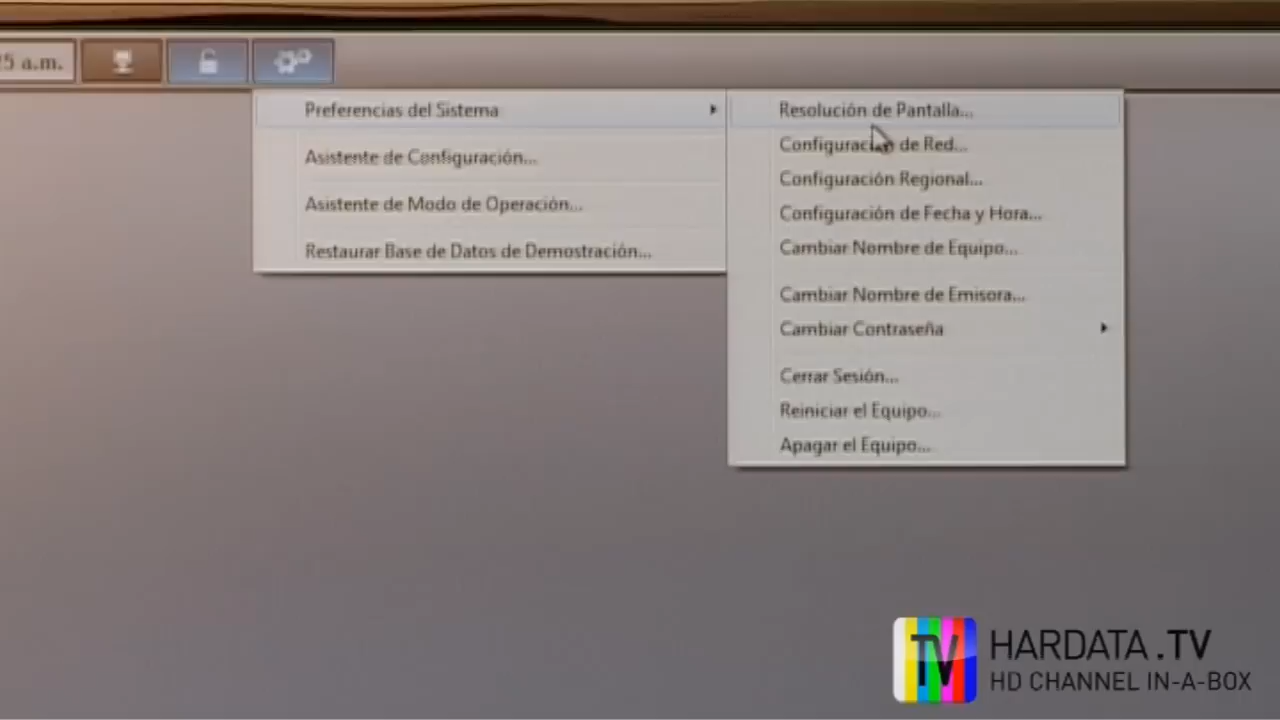 5 a.m.
Preferencias del Sistema
Asistente de Configuración...
Asistente de Modo de Operación...
Restaurar Base de Datos de Demostración...
Resolución de Pantalla...
Configuración de Red...
Configuración Regional...
Configuración de Fecha y Hora...
Cambiar Nombre de Equipo...
Cambiar Nombre de Emisora...
Cambiar Contraseña
Cerrar Sesión...
Reiniciar el Equipo...
Apagar el Equipo...
TV
HARDATA.TV
HD CHANNEL IN-A-BOX